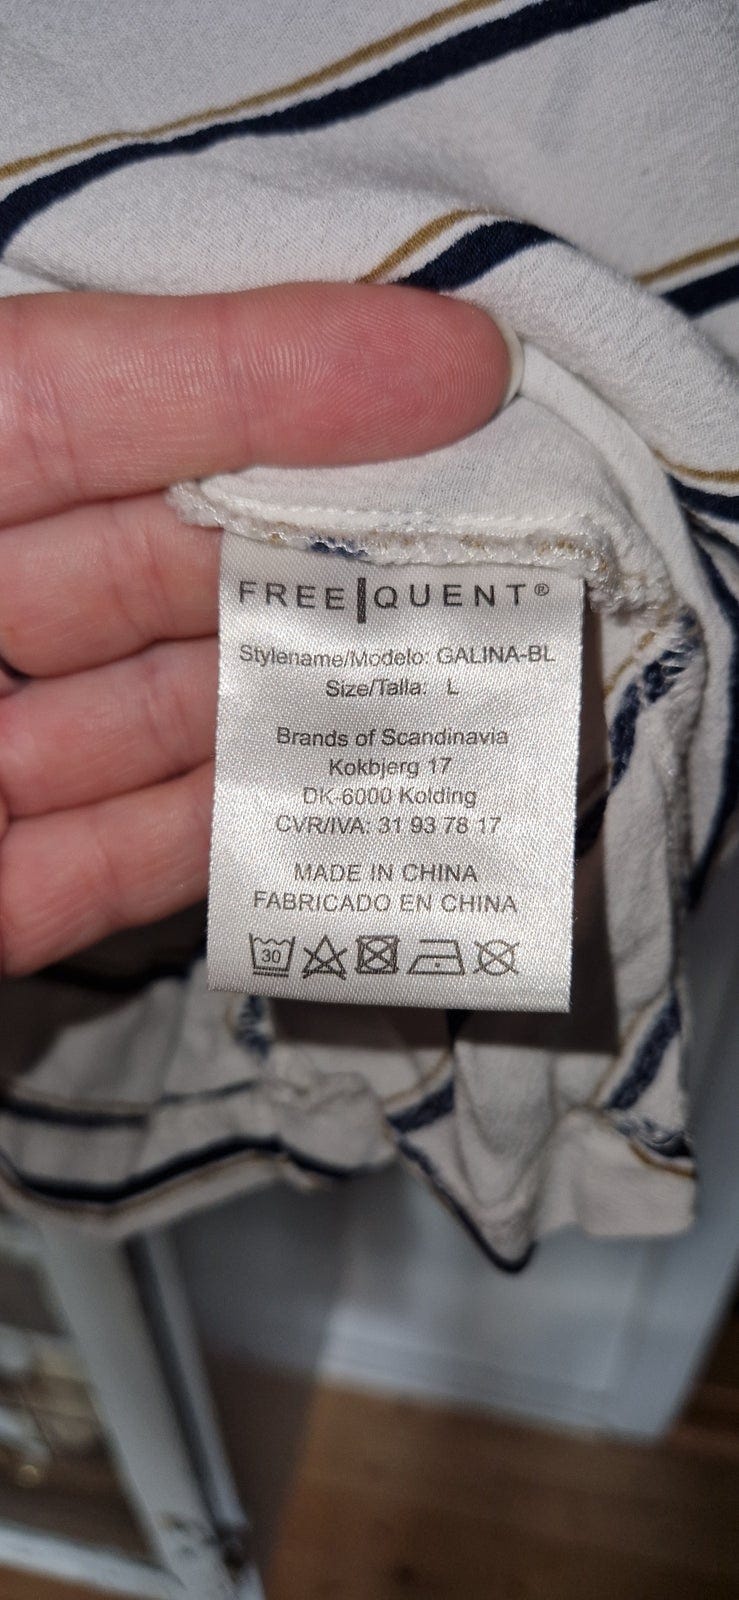 FREE|QUENT®
Stylename/Modelo: GALINA-BL
Size/Talla: L
Brands of Scandinavia
Kokbjerg 17
DK-6000 Kolding
CVR/IVA: 31 93 78 17
MADE IN CHINA
FABRICADO EN CHINA
30